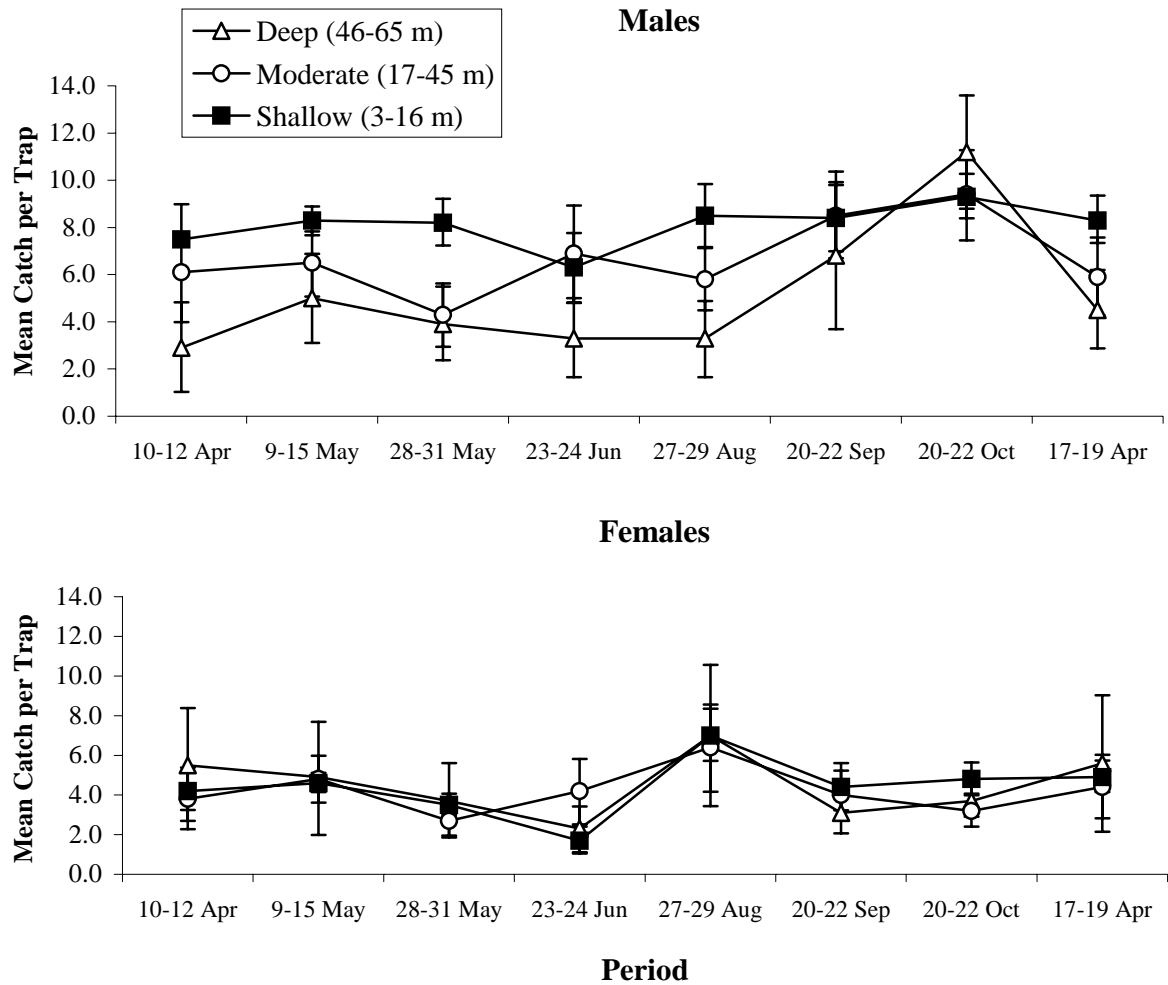 Males
Deep (46-65 m)
Moderate (17-45 m)
Shallow (3-16 m)
Mean Catch per Trap
14.0
12.0
10.0
8.0
6.0
4.0
2.0
0.0
10-12 Apr 9-15 May 28-31 May 23-24 Jun 27-29 Aug 20-22 Sep 20-22 Oct 17-19 Apr
Females
Mean Catch per Trap
14.0
12.0
10.0
8.0
6.0
4.0
2.0
0.0
10-12 Apr 9-15 May 28-31 May 23-24 Jun 27-29 Aug 20-22 Sep 20-22 Oct 17-19 Apr
Period